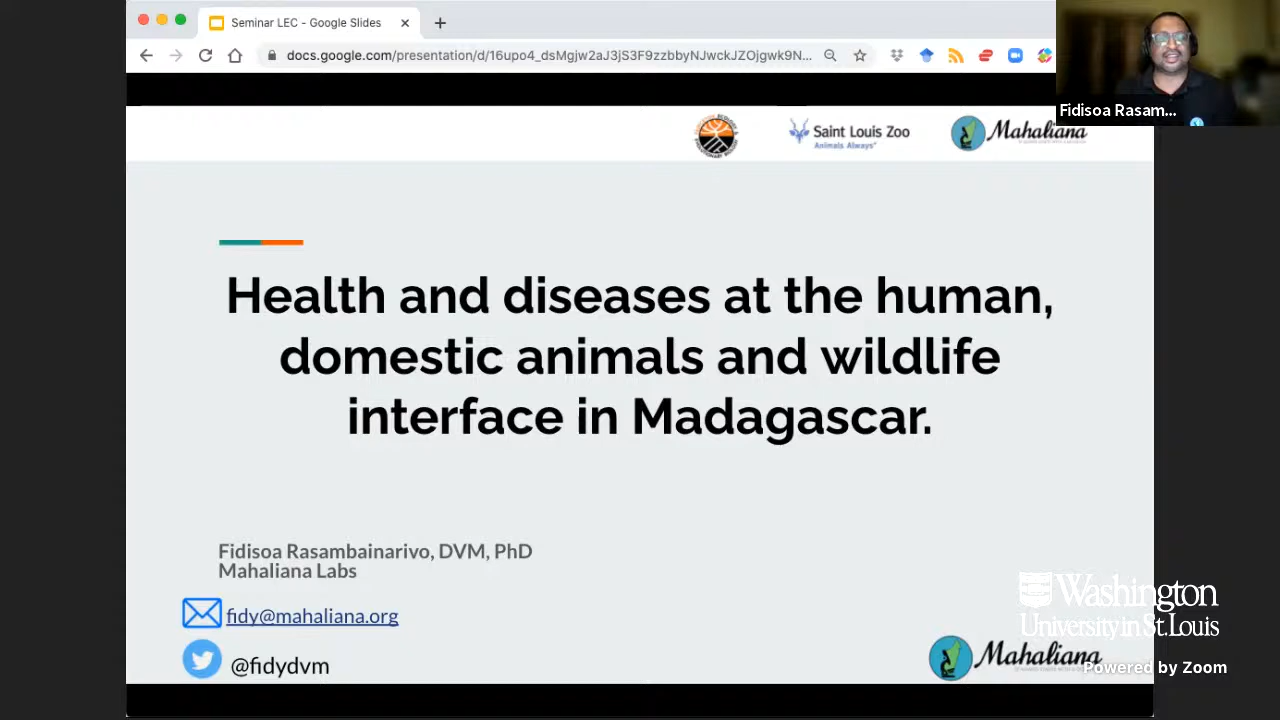 Seminar LEC - Google Slides
docs.google.com/presentation/d/16upo4_dsMgjw2aJ3jS3F9zzbbyNJwckJZOjgwk9N...
Fidisoa Rasam...
Saint Louis Zoo
Animals Always
Mahaliana
Health and diseases at the human,
domestic animals and wildlife
interface in Madagascar.
Fidisoa Rasambainarivo, DVM, PhD
Mahaliana Labs
fidy@mahaliana.org
@fidydvm
Washington
University in St. Louis
Mahaliana
Powered by Zoom